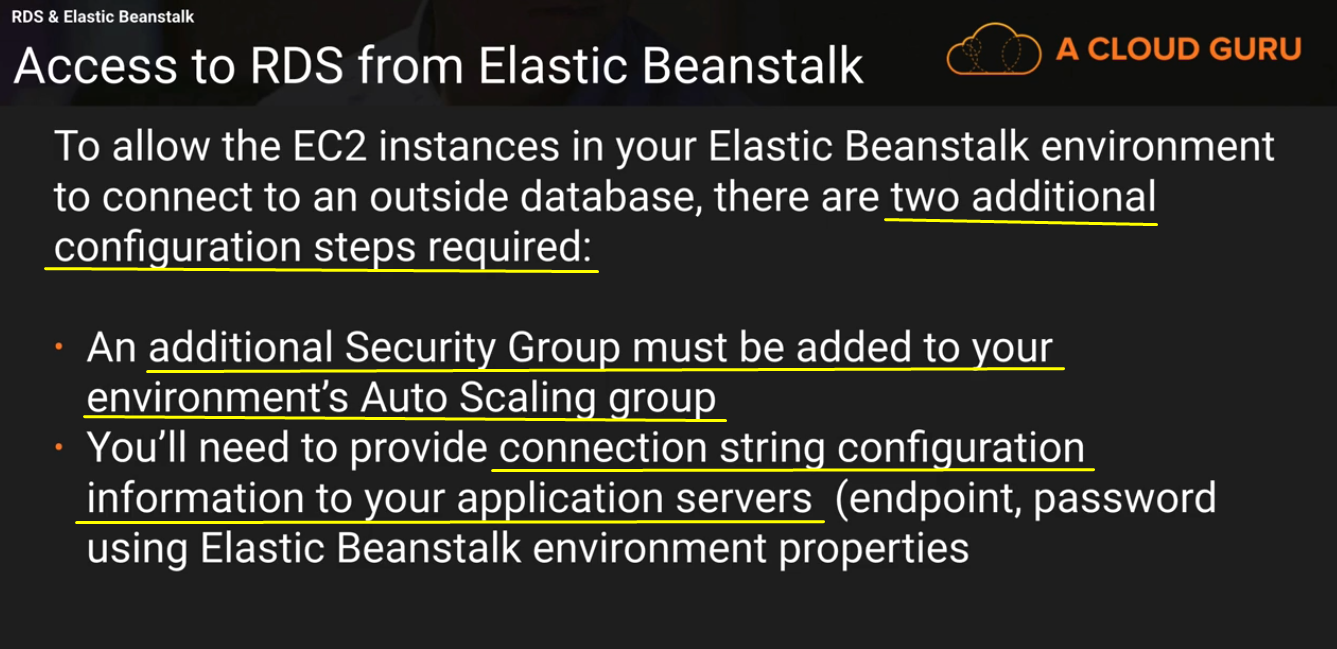 RDS & Elastic Beanstalk
Access to RDS from Elastic Beanstalk
A CLOUD GURU
To allow the EC2 instances in your Elastic Beanstalk environment
to connect to an outside database, there are two additional
configuration steps required:
• An additional Security Group must be added to your
environment's Auto Scaling group
• You'll need to provide connection string configuration
information to your application servers (endpoint, password
using Elastic Beanstalk environment properties